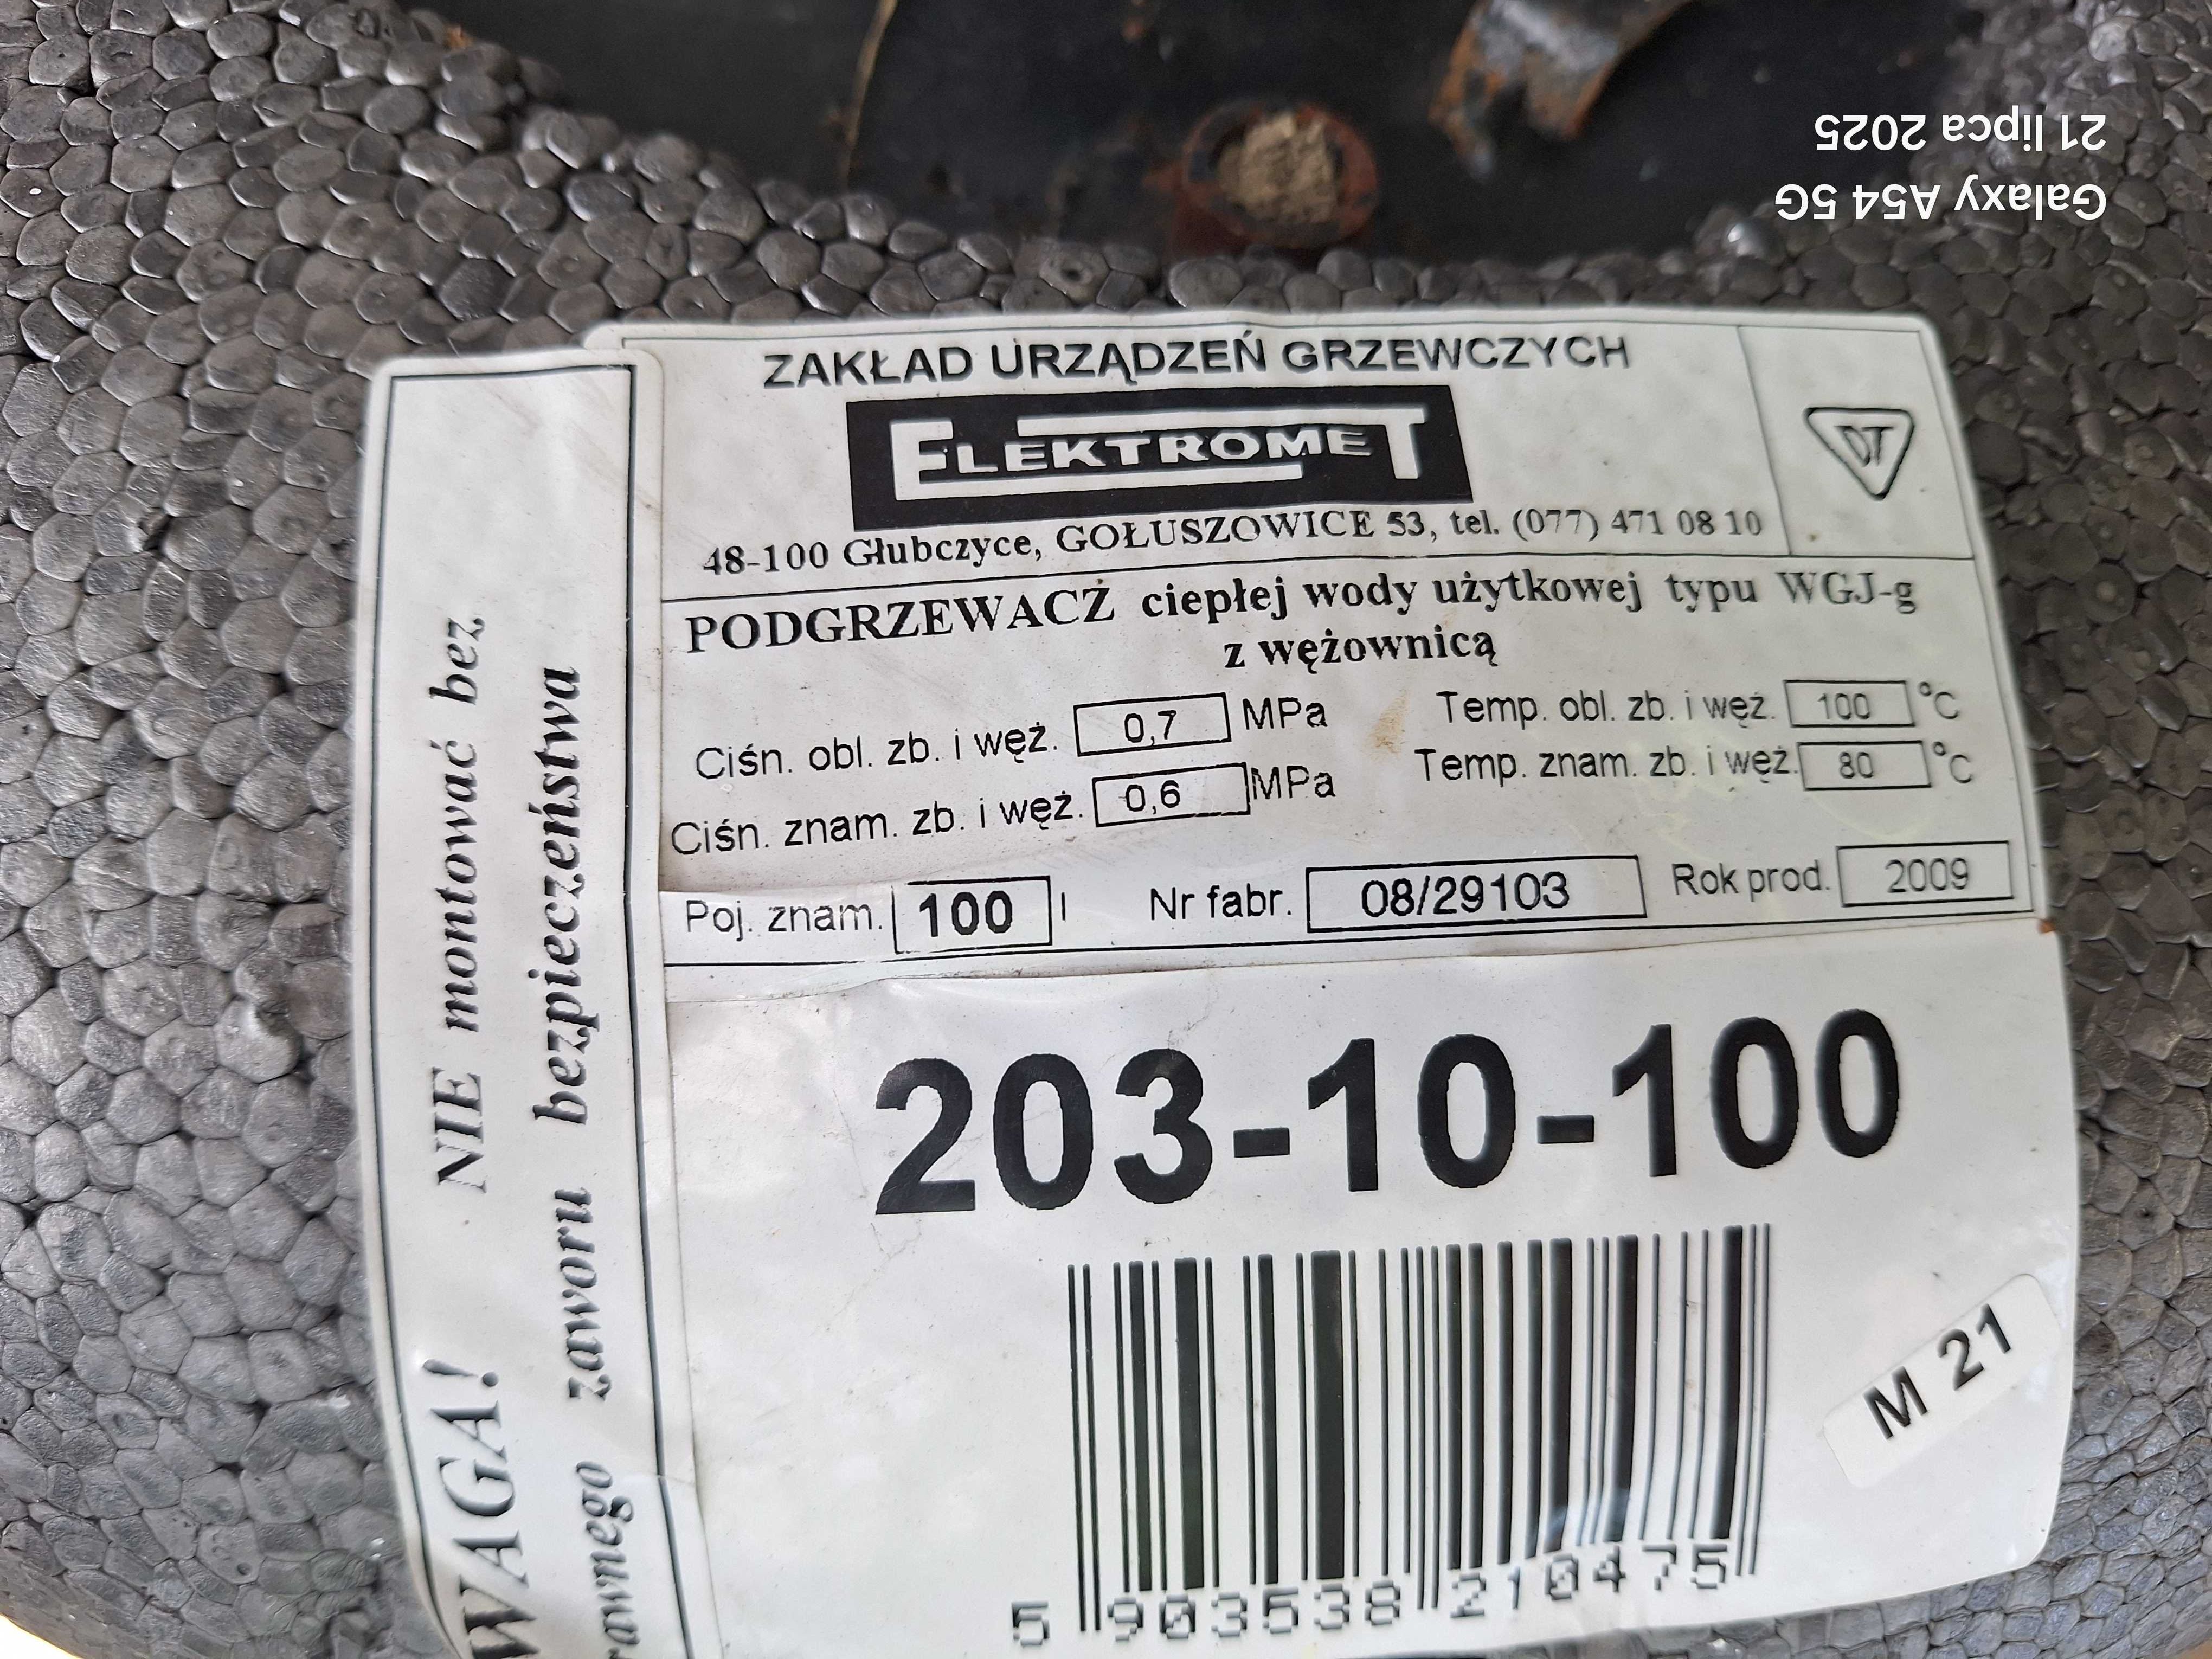 ZAKŁAD URZĄDZEŃ GRZEWCZYCH
ELEKTROMET
DT
48-100 Głubczyce, GOŁUSZOWICE 53, tel. (077) 471 08 10
PODGRZEWACZ ciepłej wody użytkowej typu WGJ-g
z wężownicą
Ciśn. obl. zb. i węż. 0,7 MPa Temp. obl. zb. i węż. 100 °C
Ciśn. znam. zb. i węż. 0,6 MPa Temp. znam. zb. i węż. 80 °C
Poj. znam. 100 l Nr fabr. 08/29103 Rok prod. 2009
203-10-100
5 903538 210475
M 21
WAGA! NIE montować bez
rawnego zaworu bezpieczeństwa
Galaxy A54 5G
21 lipca 2025